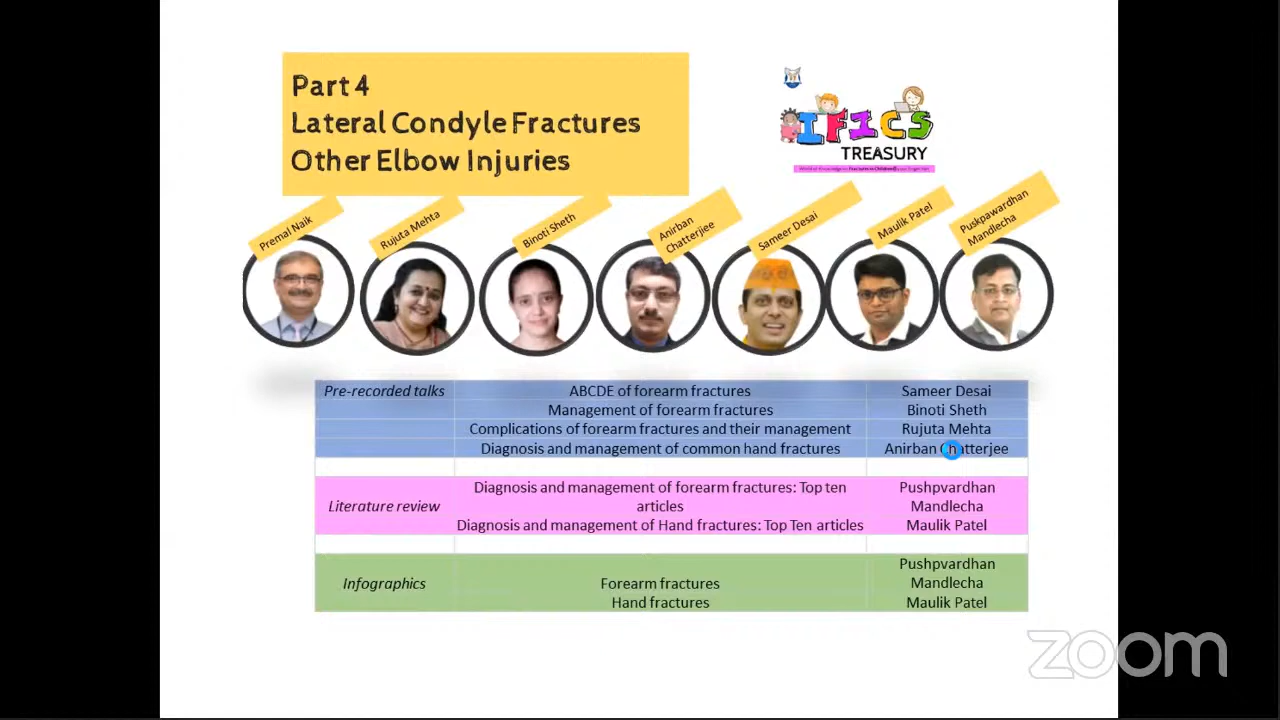 Part 4
Lateral Condyle Fractures
Other Elbow Injuries
IFICS
TREASURY
Premal Naik
Rujuta Mehta
Binoti Sheth
Anirban
Chatterjee
Sameer Desai
Maulik Patel
Puskpawardhan
Mandlecha
Pre-recorded talks
ABCDE of forearm fractures
Sameer Desai
Management of forearm fractures
Binoti Sheth
Complications of forearm fractures and their management
Rujuta Mehta
Diagnosis and management of common hand fractures
Anirban Chatterjee
Literature review
Diagnosis and management of forearm fractures: Top ten
articles
Pushpvardhan
Mandlecha
Diagnosis and management of Hand fractures: Top Ten articles
Maulik Patel
Infographics
Forearm fractures
Pushpvardhan
Mandlecha
Hand fractures
Maulik Patel
zoom